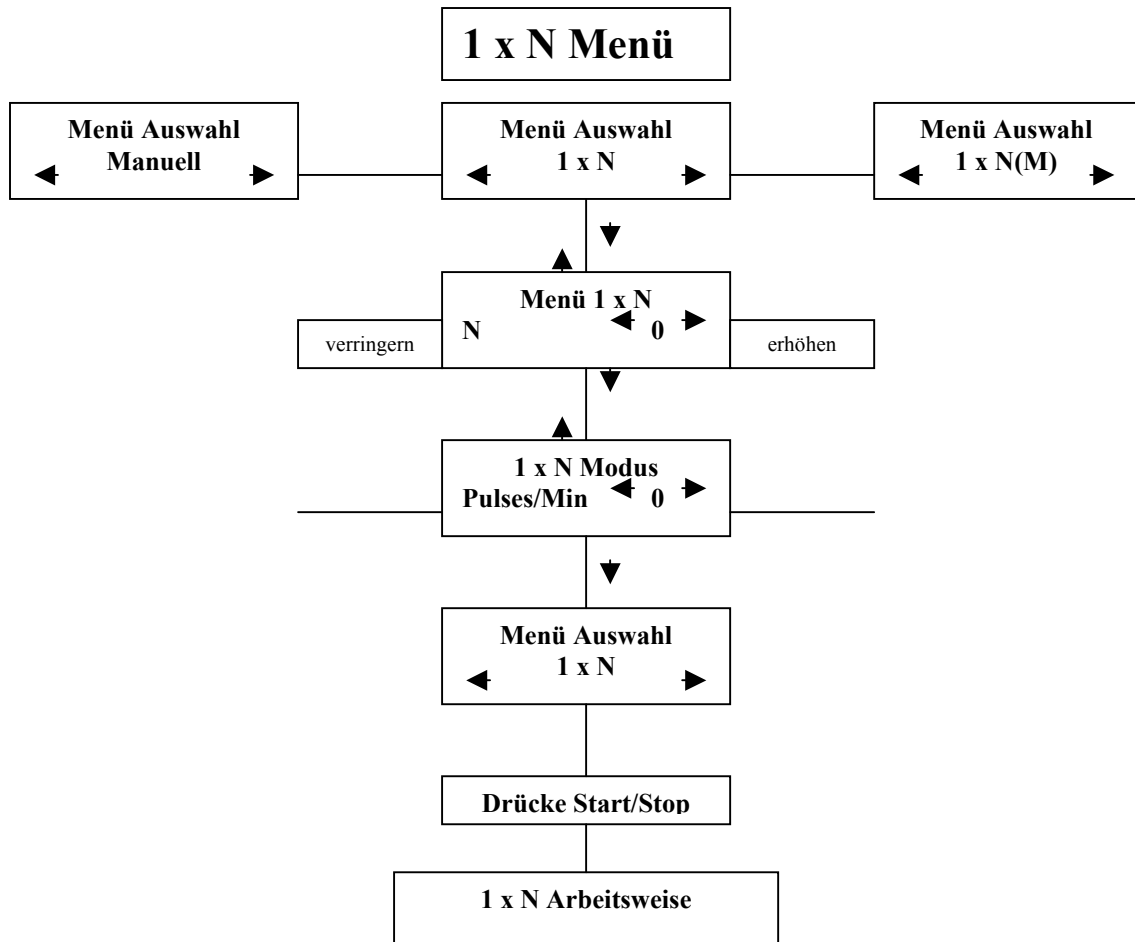 1 x N Menü
Menü Auswahl
Manuell
Menü Auswahl
1 x N
Menü Auswahl
1 x N(M)
Menü 1 x N
N 0
verringern
erhöhen
1 x N Modus
Pulses/Min 0
Menü Auswahl
1 x N
Drücke Start/Stop
1 x N Arbeitsweise